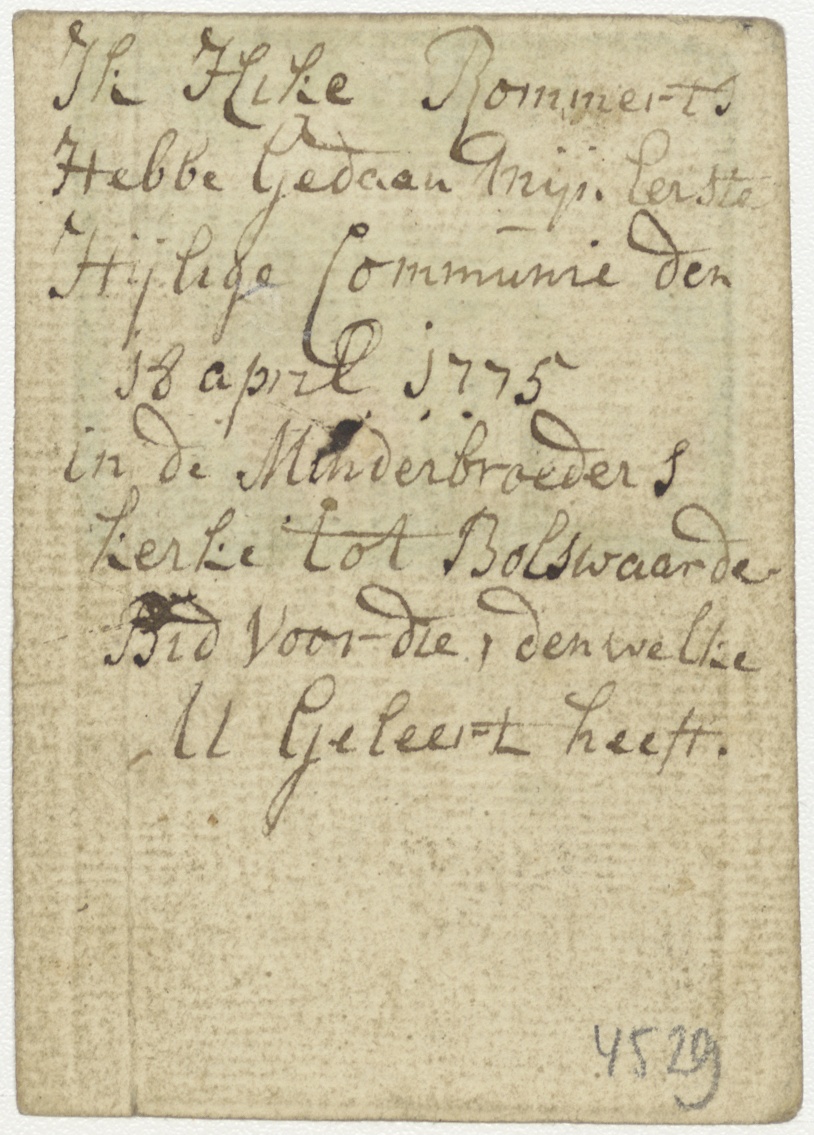 Ik Hike Rommerts
Hebbe Gedaan Mijn Eerste
Hijlige Communie den
18 april 1775
in de Minderbroeders
kerke tot Bolswaarde
Bid voor die, den welke
U Geleert heeft.
4529